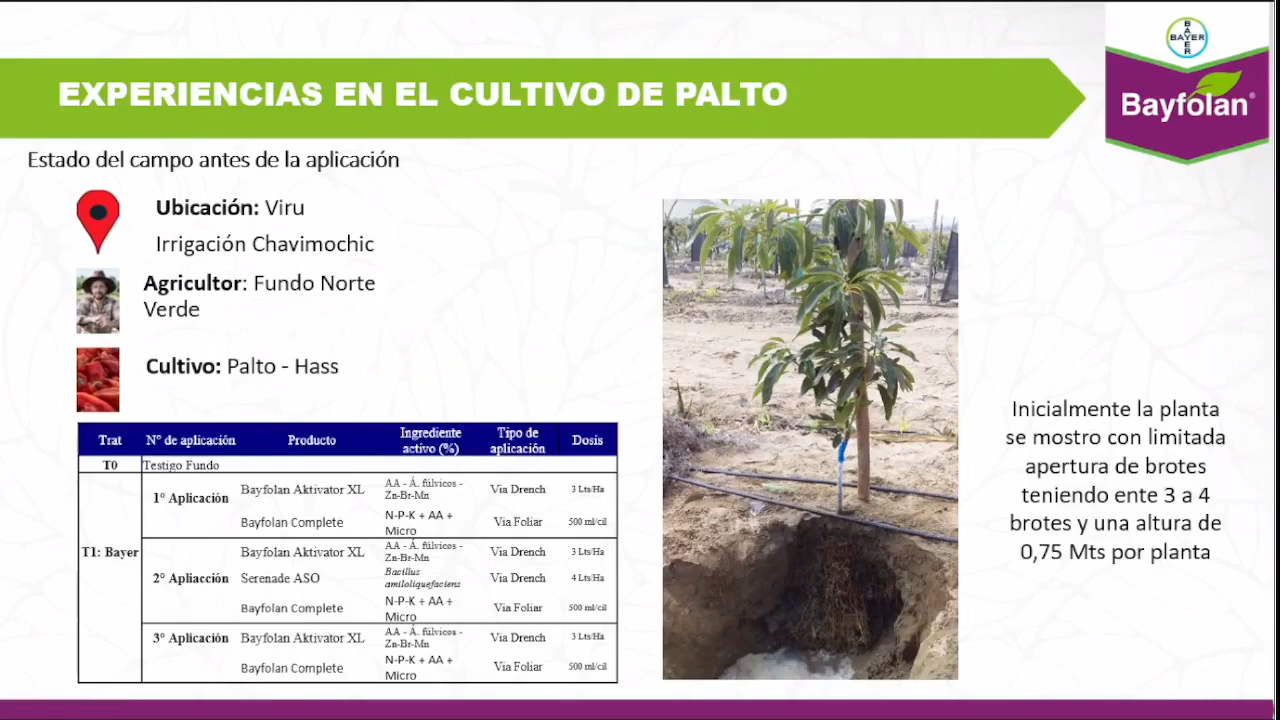 BAYER
BAYER
EXPERIENCIAS EN EL CULTIVO DE PALTO
Bayfolan®
Estado del campo antes de la aplicación
Ubicación: Viru
Irrigación Chavimochic
Agricultor: Fundo Norte
Verde
Cultivo: Palto - Hass
Trat Nº de aplicación Producto Ingrediente activo (%) Tipo de aplicación Dosis
T0 Testigo Fundo
T1: Bayer
1° Aplicación Bayfolan Aktivator XL AA - Á. fúlvicos - Zn-Br-Mn Via Drench 3 Lts/Ha
Bayfolan Complete N-P-K + AA + Micro Via Foliar 500 ml/cil
2° Apliacción Bayfolan Aktivator XL AA - Á. fúlvicos - Zn-Br-Mn Via Drench 3 Lts/Ha
Serenade ASO Bacillus amiloliquefaciens Via Drench 4 Lts/Ha
Bayfolan Complete N-P-K + AA + Micro Via Foliar 500 ml/cil
3° Aplicación Bayfolan Aktivator XL AA - Á. fúlvicos - Zn-Br-Mn Via Drench 3 Lts/Ha
Bayfolan Complete N-P-K + AA + Micro Via Foliar 500 ml/cil
Inicialmente la planta
se mostro con limitada
apertura de brotes
teniendo ente 3 a 4
brotes y una altura de
0,75 Mts por planta